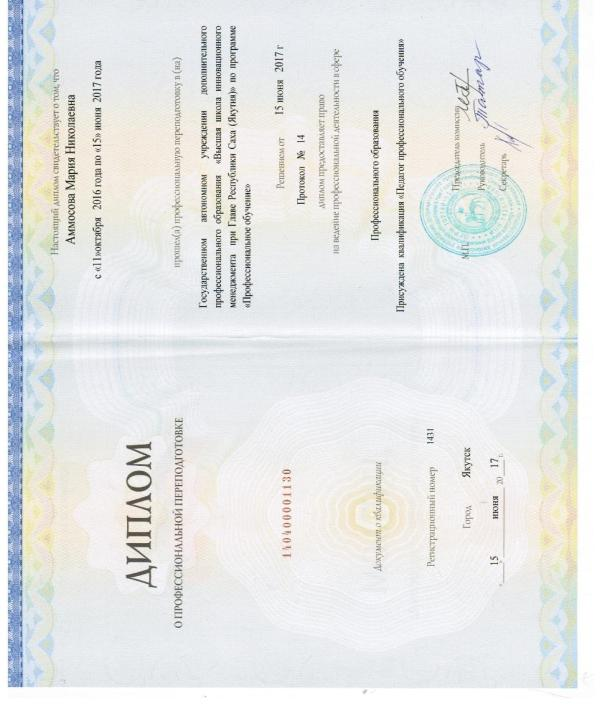 ДИПЛОМ
О ПРОФЕССИОНАЛЬНОЙ ПЕРЕПОДГОТОВКЕ
140400001130
Документ о квалификации
Регистрационный номер 1431
Город Якутск
« 15 » июня 20 17 г.
Настоящий диплом свидетельствует о том, что
Аммосова Мария Николаевна
с «11»октября 2016 года по «15» июня 2017 года
прошел(а) профессиональную переподготовку в (на)
Государственном автономном учреждении дополнительного
профессионального образования «Высшая школа инновационного
менеджмента при Главе Республики Саха (Якутия)» по программе
«Профессиональное обучение»
Решением от 15 июня 2017 г
Протокол № 14
диплом предоставляет право
на ведение профессиональной деятельности в сфере
Профессионального образования
Присуждена квалификация «Педагог профессионального обучения»
Председатель комиссии
М.П. Руководитель
Секретарь